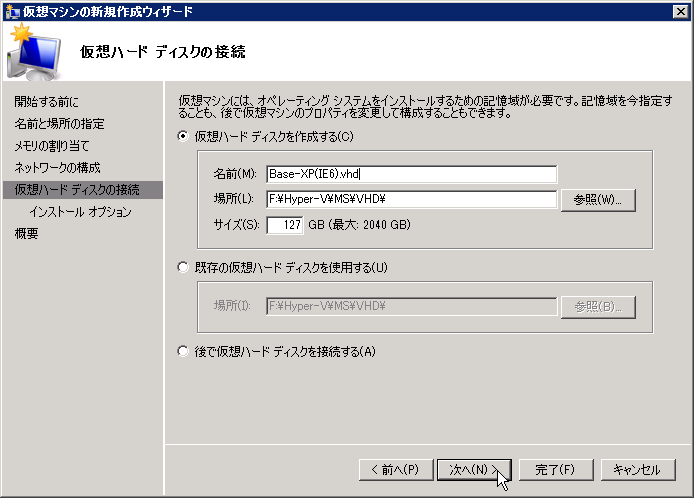 仮想マシンの新規作成ウィザード
仮想ハード ディスクの接続
開始する前に
名前と場所の指定
メモリの割り当て
ネットワークの構成
仮想ハード ディスクの接続
インストール オプション
概要
仮想マシンには、オペレーティング システムをインストールするための記憶域が必要です。記憶域を今指定す
ることも、後で仮想マシンのプロパティを変更して構成することもできます。
仮想ハード ディスクを作成する(C)
名前(M): Base-XP(IE6).vhd
場所(L): F:¥Hyper-V¥MS¥VHD¥ 参照(W)...
サイズ(S): 127 GB (最大: 2040 GB)
既存の仮想ハード ディスクを使用する(U)
場所(I): F:¥Hyper-V¥MS¥VHD¥ 参照(B)...
後で仮想ハード ディスクを接続する(A)
< 前へ(P) 次へ(N) > 完了(F) キャンセル